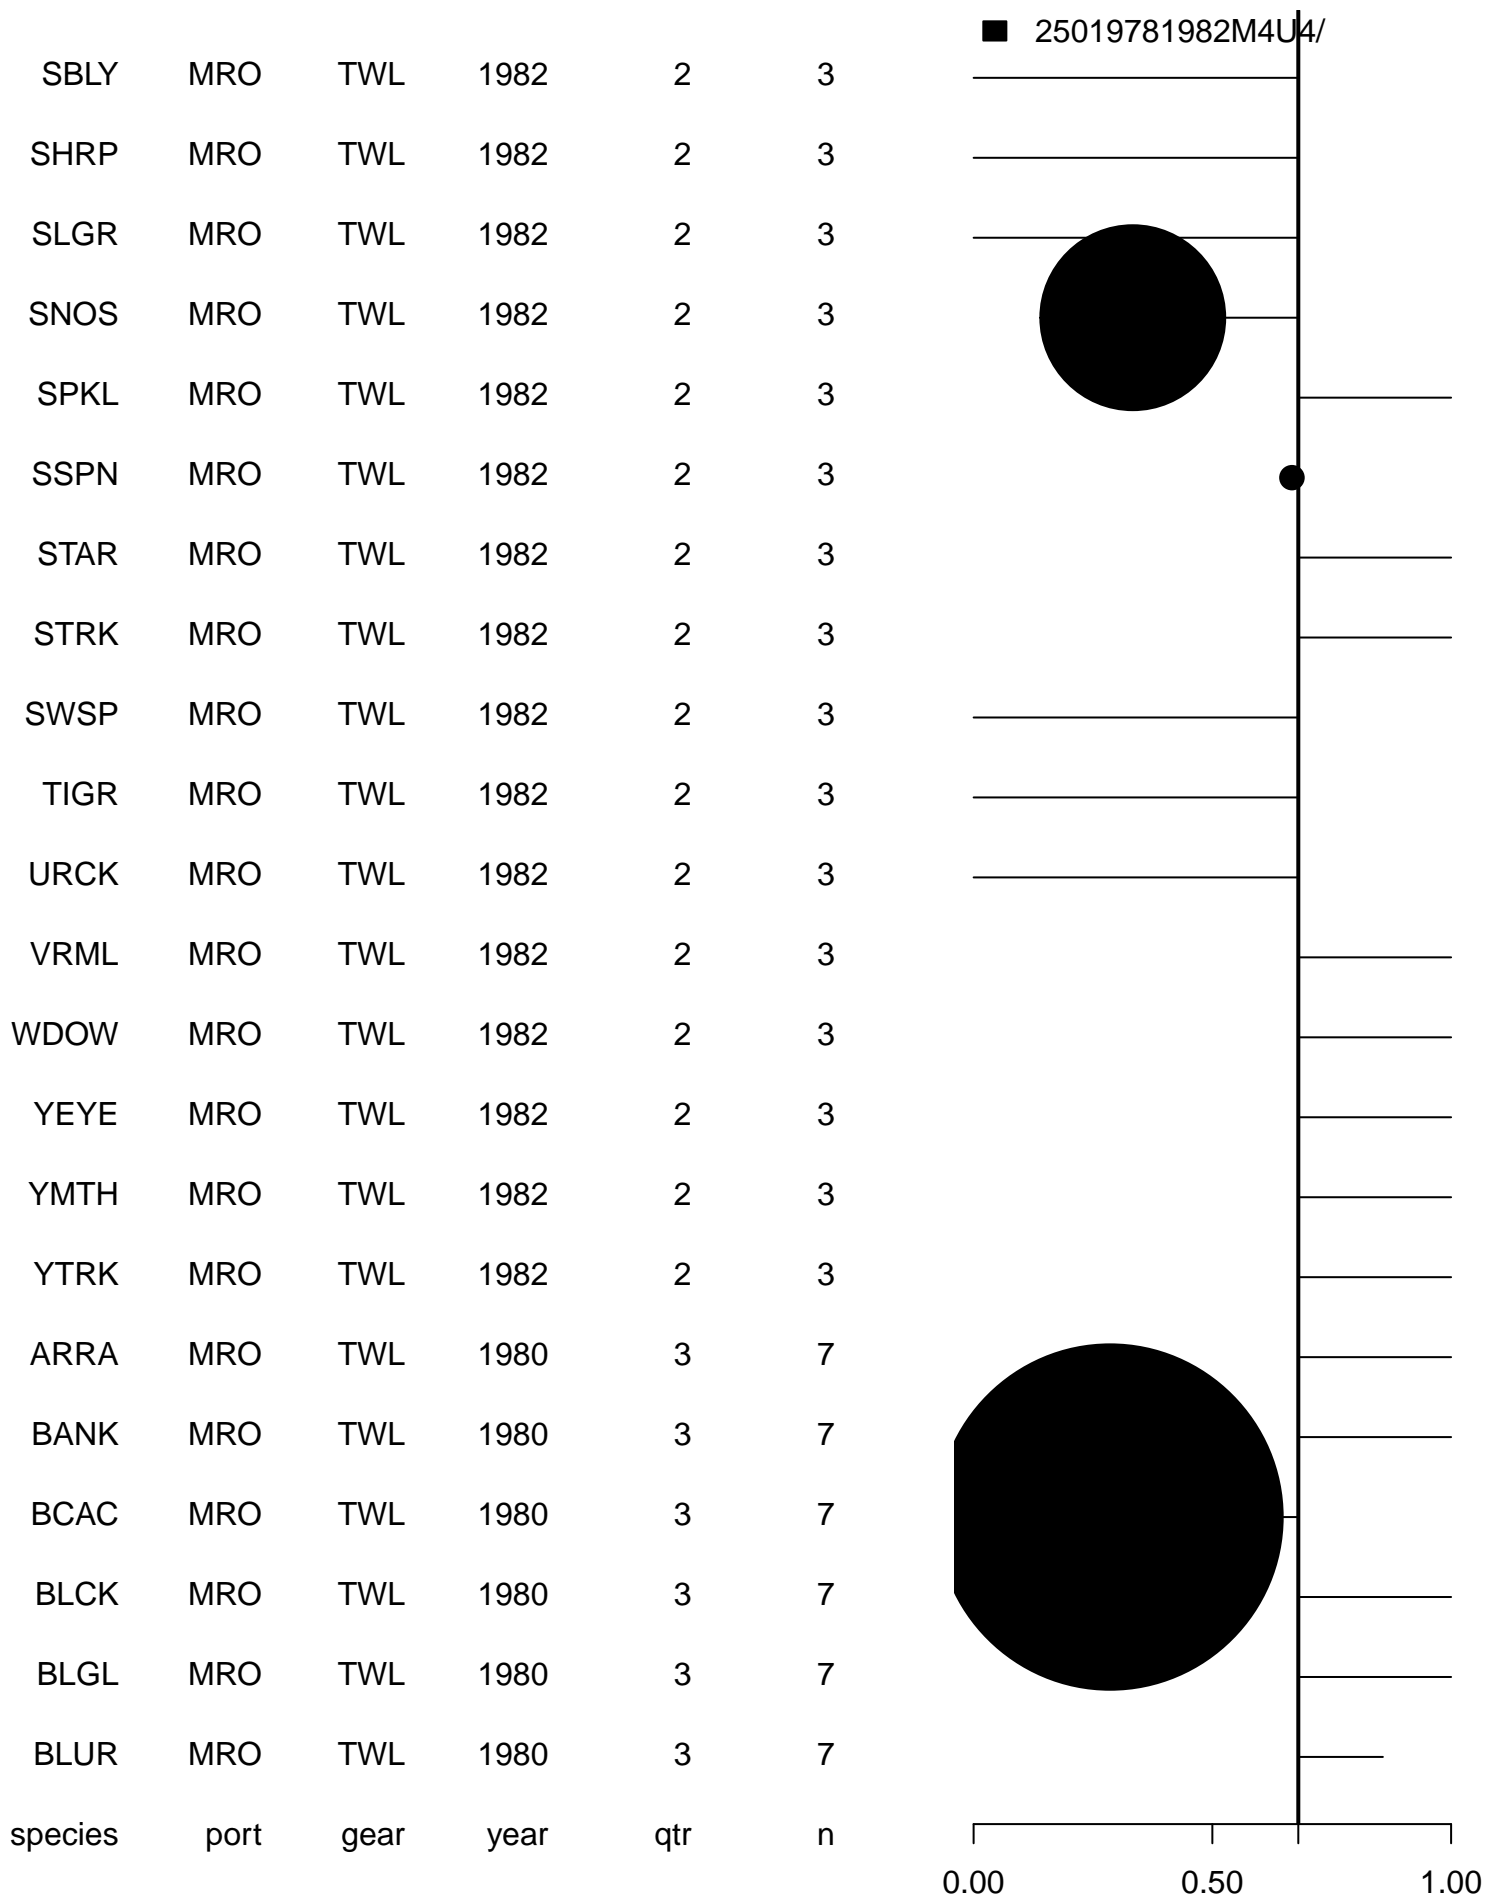 25019781982M4U4/
SBLY MRO TWL 1982 2 3
SHRP MRO TWL 1982 2 3
SLGR MRO TWL 1982 2 3
SNOS MRO TWL 1982 2 3
SPKL MRO TWL 1982 2 3
SSPN MRO TWL 1982 2 3
STAR MRO TWL 1982 2 3
STRK MRO TWL 1982 2 3
SWSP MRO TWL 1982 2 3
TIGR MRO TWL 1982 2 3
URCK MRO TWL 1982 2 3
VRML MRO TWL 1982 2 3
WDOW MRO TWL 1982 2 3
YEYE MRO TWL 1982 2 3
YMTH MRO TWL 1982 2 3
YTRK MRO TWL 1982 2 3
ARRA MRO TWL 1980 3 7
BANK MRO TWL 1980 3 7
BCAC MRO TWL 1980 3 7
BLCK MRO TWL 1980 3 7
BLGL MRO TWL 1980 3 7
BLUR MRO TWL 1980 3 7
species port gear year qtr n
0.00 0.50 1.00